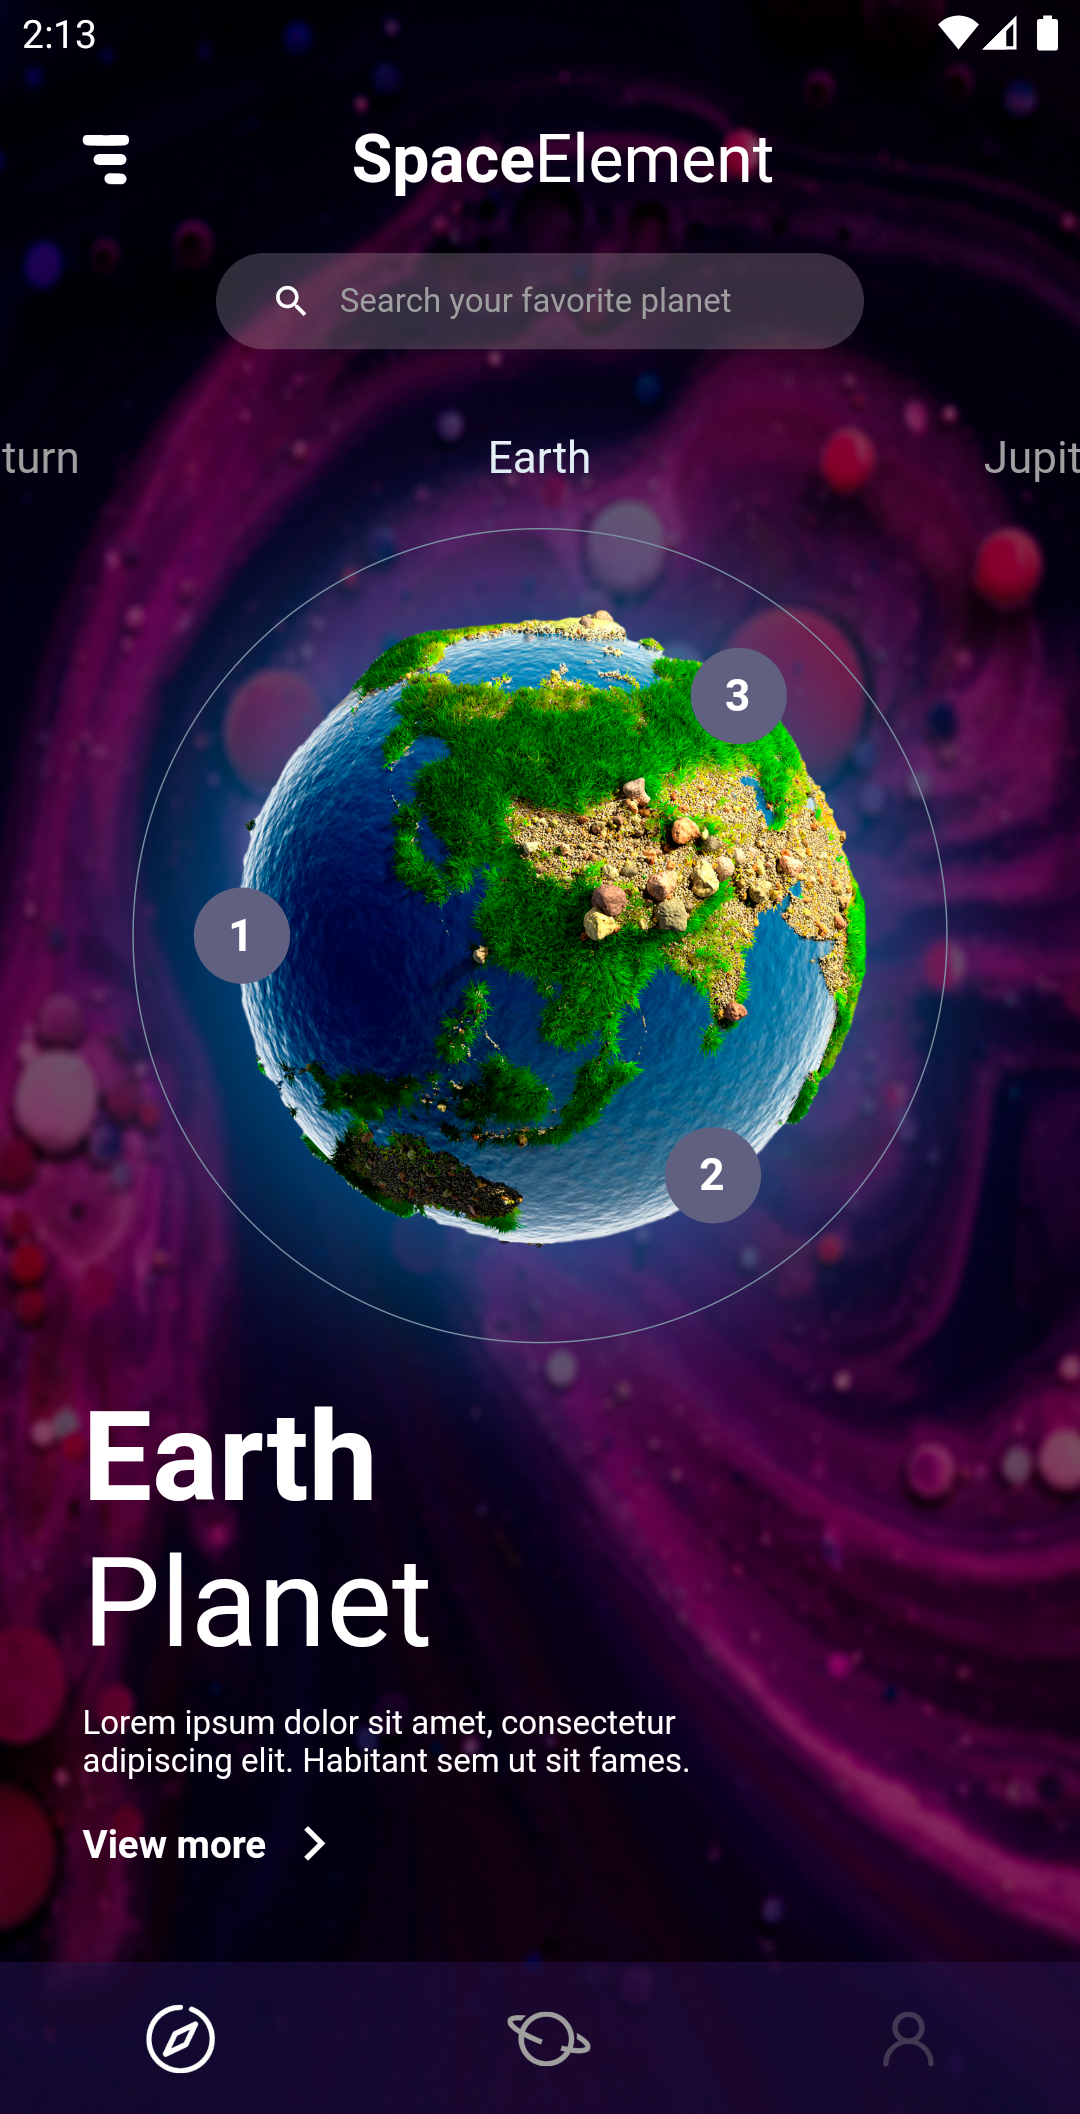 2:13
SpaceElement
Search your favorite planet
turn Earth Jupit
3
1
2
Earth
Planet
Lorem ipsum dolor sit amet, consectetur
adipiscing elit. Habitant sem ut sit fames.
View more